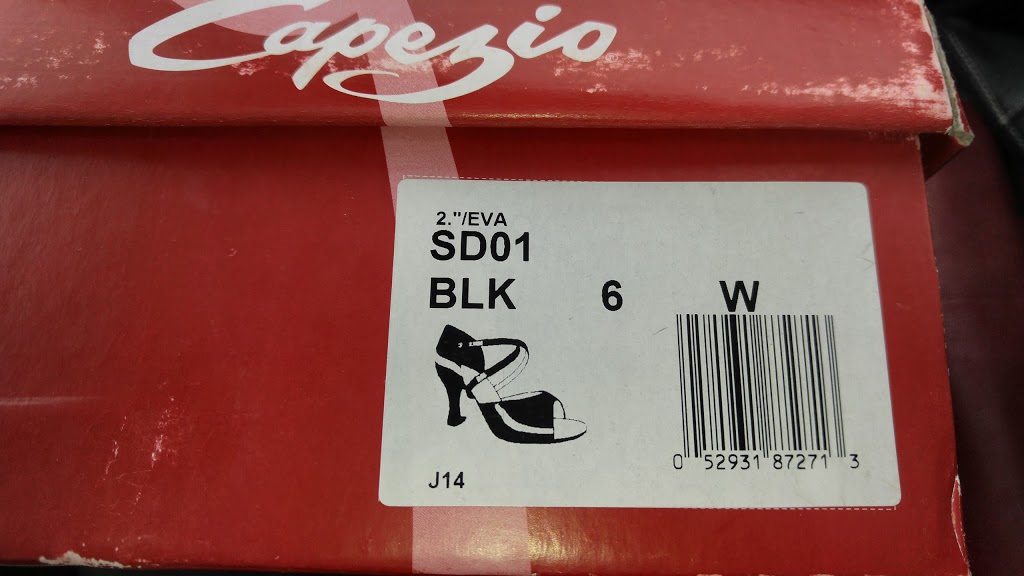 Capezio
2."/EVA
SD01
BLK 6 W
0 52931 87271 3
J14